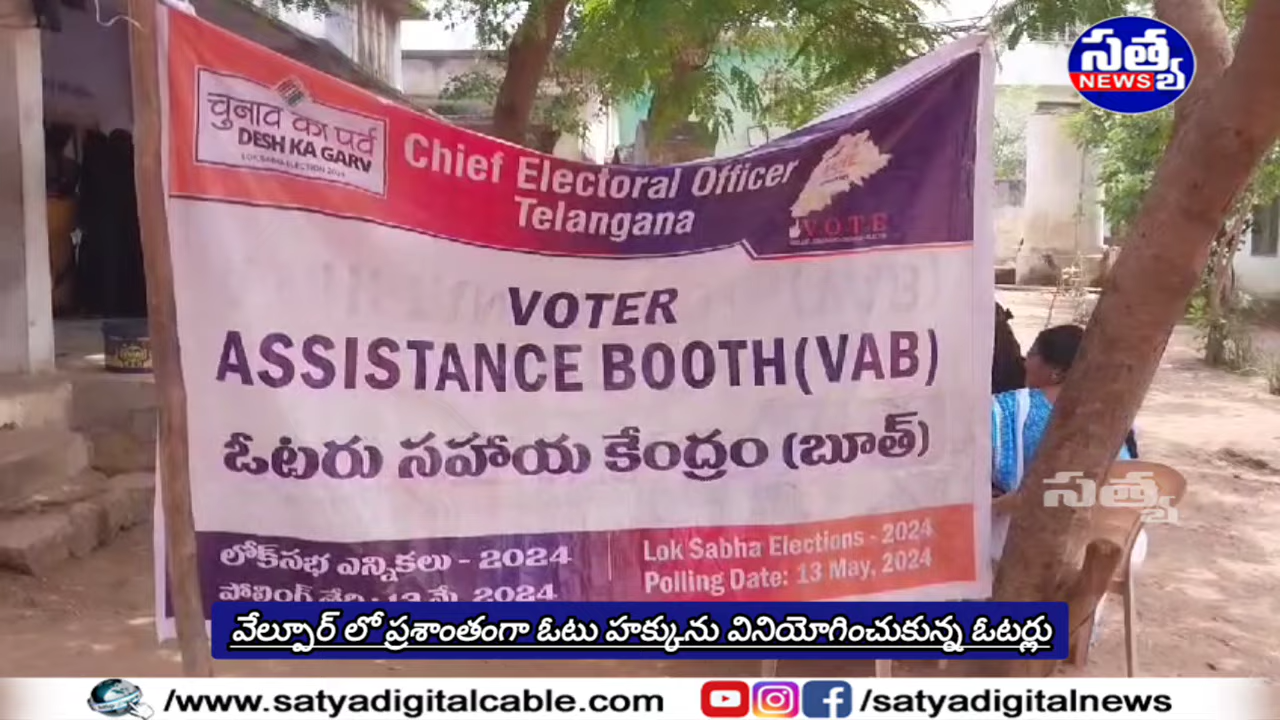 సత్య
NEWS
चुनाव का पर्व
DESH KA GARV
LOK SABHA ELECTION 2024
Chief Electoral Officer
Telangana
V.O.T.E
VOTER
ASSISTANCE BOOTH (VAB)
ఓటరు సహాయ కేంద్రం (బూత్)
లోక్‌సభ ఎన్నికలు - 2024
పోలింగ్ తేది : 13 మే, 2024
Lok Sabha Elections - 2024
Polling Date: 13 May, 2024
సత్య
వేల్పూర్ లో ప్రశాంతంగా ఓటు హక్కును వినియోగించుకున్న ఓటర్లు
/www.satyadigitalcable.com
/satyadigitalnews